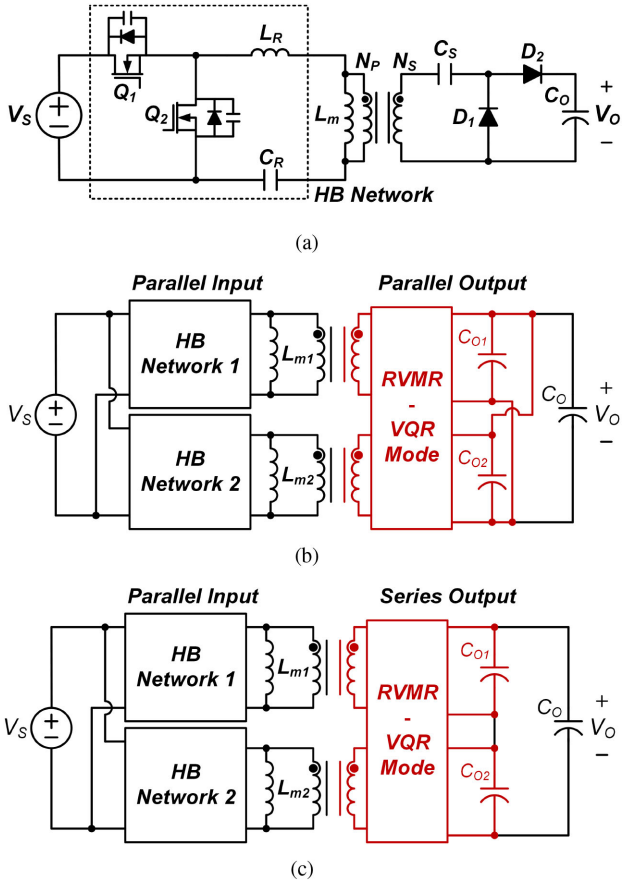 Q1
Q2
VS
LR
CR
HB Network
Lm
NP
NS
CS
D1
D2
CO
+
VO
−
(a)
Parallel Input
Parallel Output
VS
HB
Network 1
HB
Network 2
Lm1
Lm2
RVMR
-
VQR
Mode
CO1
CO2
CO
+
VO
−
(b)
Parallel Input
Series Output
VS
HB
Network 1
HB
Network 2
Lm1
Lm2
RVMR
-
VQR
Mode
CO1
CO2
CO
+
VO
−
(c)